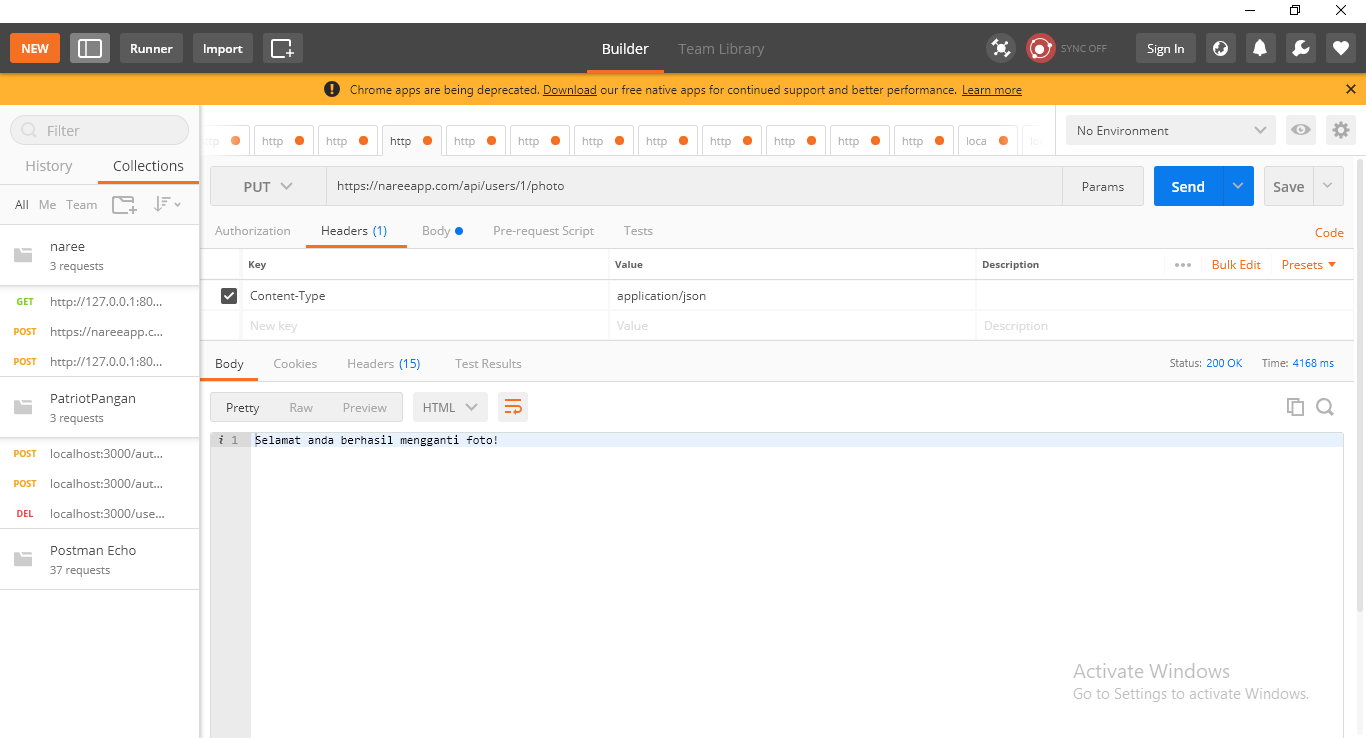 NEW Runner Import Builder Team Library SYNC OFF Sign In
Chrome apps are being deprecated. Download our free native apps for continued support and better performance. Learn more
Filter
History Collections
All Me Team
naree
3 requests
GET http://127.0.0.1:80...
POST https://nareeapp.c...
POST http://127.0.0.1:80...
PatriotPangan
3 requests
POST localhost:3000/aut...
POST localhost:3000/aut...
DEL localhost:3000/use...
Postman Echo
37 requests
http http http http http http http http http http http loca
No Environment
PUT https://nareeapp.com/api/users/1/photo Params Send Save
Authorization Headers (1) Body Pre-request Script Tests Code
Key Value Description ••• Bulk Edit Presets
Content-Type application/json
New key Value Description
Body Cookies Headers (15) Test Results Status: 200 OK Time: 4168 ms
Pretty Raw Preview HTML
i 1 Selamat anda berhasil mengganti foto!
Activate Windows
Go to Settings to activate Windows.